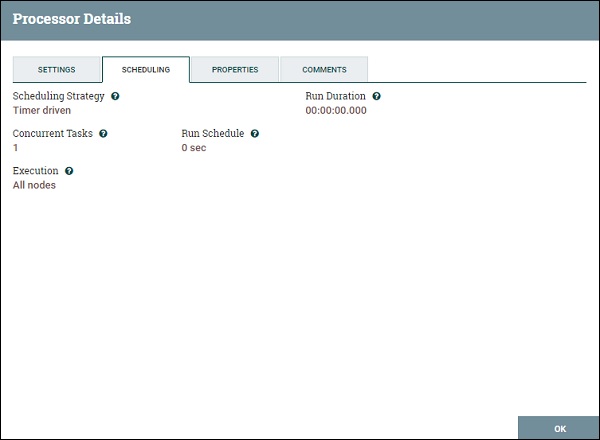 Processor Details
SETTINGS SCHEDULING PROPERTIES COMMENTS
Scheduling Strategy ? Run Duration ?
Timer driven 00:00:00.000
Concurrent Tasks ? Run Schedule ?
1 0 sec
Execution ?
All nodes
OK